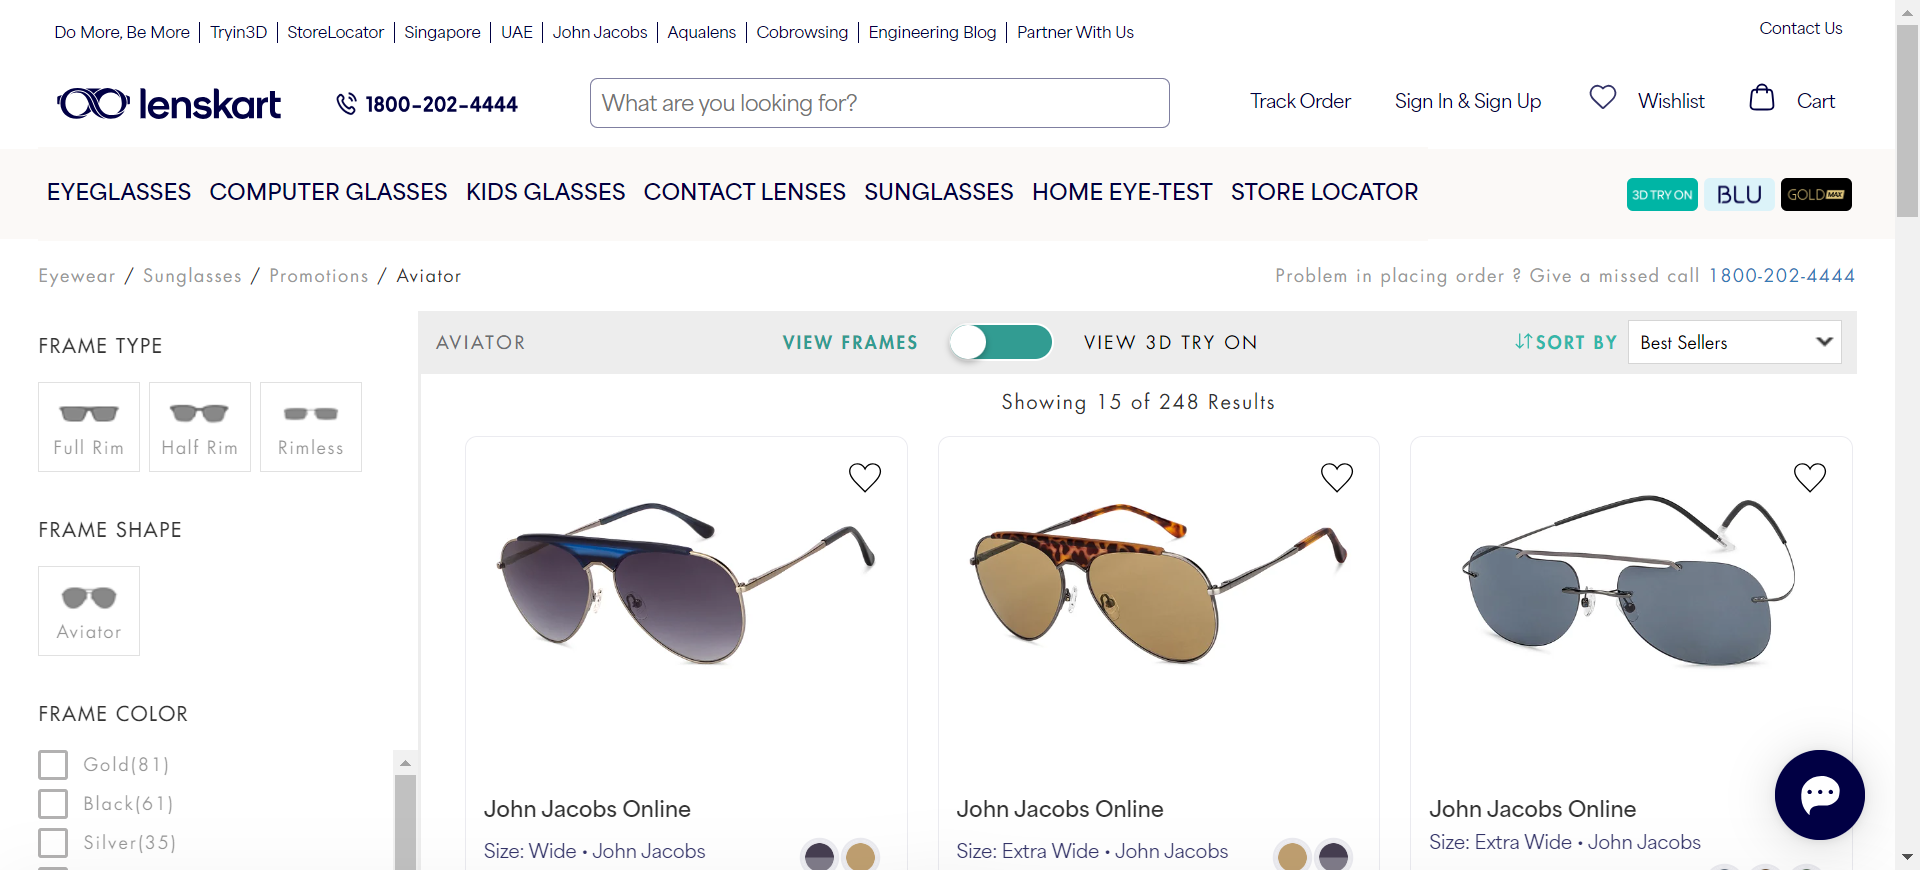 Do More, Be More | Tryin3D | StoreLocator | Singapore | UAE | John Jacobs | Aqualens | Cobrowsing | Engineering Blog | Partner With Us
Contact Us
lenskart
1800-202-4444
What are you looking for?
Track Order
Sign In & Sign Up
Wishlist
Cart
EYEGLASSES COMPUTER GLASSES KIDS GLASSES CONTACT LENSES SUNGLASSES HOME EYE-TEST STORE LOCATOR
3D TRY ON
BLU
GOLD MAX
Eyewear / Sunglasses / Promotions / Aviator
Problem in placing order ? Give a missed call 1800-202-4444
FRAME TYPE
Full Rim
Half Rim
Rimless
FRAME SHAPE
Aviator
FRAME COLOR
Gold(81)
Black(61)
Silver(35)
AVIATOR
VIEW FRAMES
VIEW 3D TRY ON
SORT BY
Best Sellers
Showing 15 of 248 Results
John Jacobs Online
Size: Wide • John Jacobs
John Jacobs Online
Size: Extra Wide • John Jacobs
John Jacobs Online
Size: Extra Wide • John Jacobs